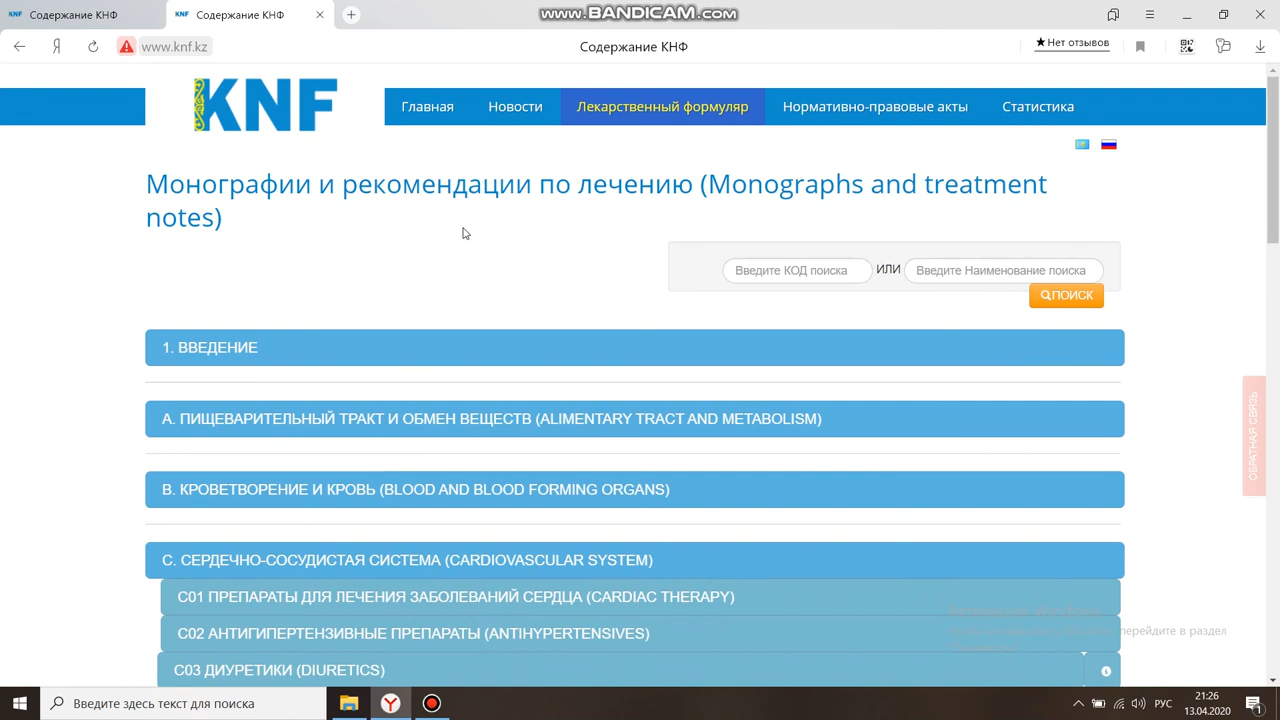 www.BANDICAM.com
KNF Содержание КНФ
KNF Содержание КНФ
Я www.knf.kz Содержание КНФ ★Нет отзывов
KNF
Главная Новости Лекарственный формуляр Нормативно-правовые акты Статистика
Монографии и рекомендации по лечению (Monographs and treatment
notes)
Введите КОД поиска ИЛИ Введите Наименование поиска
ПОИСК
1. ВВЕДЕНИЕ
A. ПИЩЕВАРИТЕЛЬНЫЙ ТРАКТ И ОБМЕН ВЕЩЕСТВ (ALIMENTARY TRACT AND METABOLISM)
ОБРАТНАЯ СВЯЗЬ
B. КРОВЕТВОРЕНИЕ И КРОВЬ (BLOOD AND BLOOD FORMING ORGANS)
C. СЕРДЕЧНО-СОСУДИСТАЯ СИСТЕМА (CARDIOVASCULAR SYSTEM)
C01 ПРЕПАРАТЫ ДЛЯ ЛЕЧЕНИЯ ЗАБОЛЕВАНИЙ СЕРДЦА (CARDIAC THERAPY)
C02 АНТИГИПЕРТЕНЗИВНЫЕ ПРЕПАРАТЫ (ANTIHYPERTENSIVES)
перейдите в раздел
C03 ДИУРЕТИКИ (DIURETICS)
Введите здесь текст для поиска
Y
РУС
21:26
13.04.2020
1